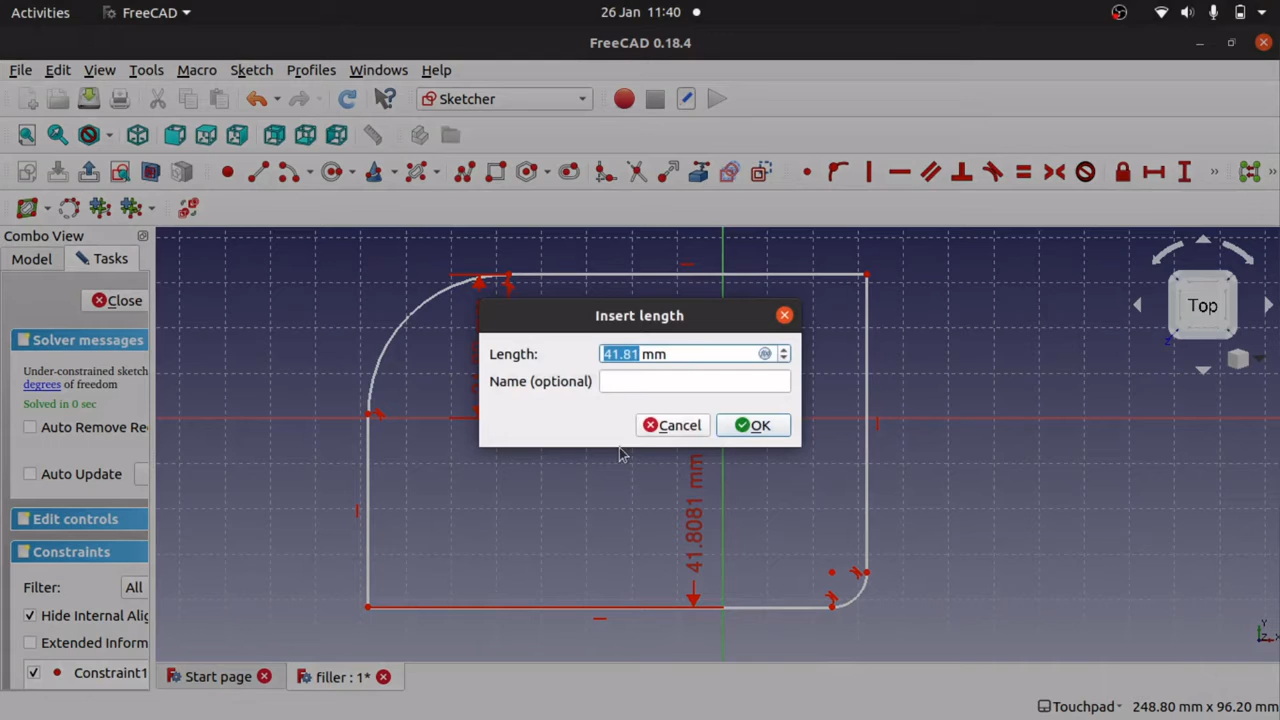 Activities
FreeCAD
26 Jan 11:40
FreeCAD 0.18.4
File Edit View Tools Macro Sketch Profiles Windows Help
Sketcher
Combo View
Model
Tasks
Close
Solver messages
Under-constrained sketch
degrees of freedom
Solved in 0 sec
Auto Remove Re
Auto Update
Edit controls
Constraints
Filter:
All
Hide Internal Alig
Extended Inform
Constraint1
Insert length
Length:
41.81 mm
Name (optional)
Cancel
OK
41.8081 mm
Top
Z
Y
Start page
filler : 1*
Touchpad
248.80 mm x 96.20 mm